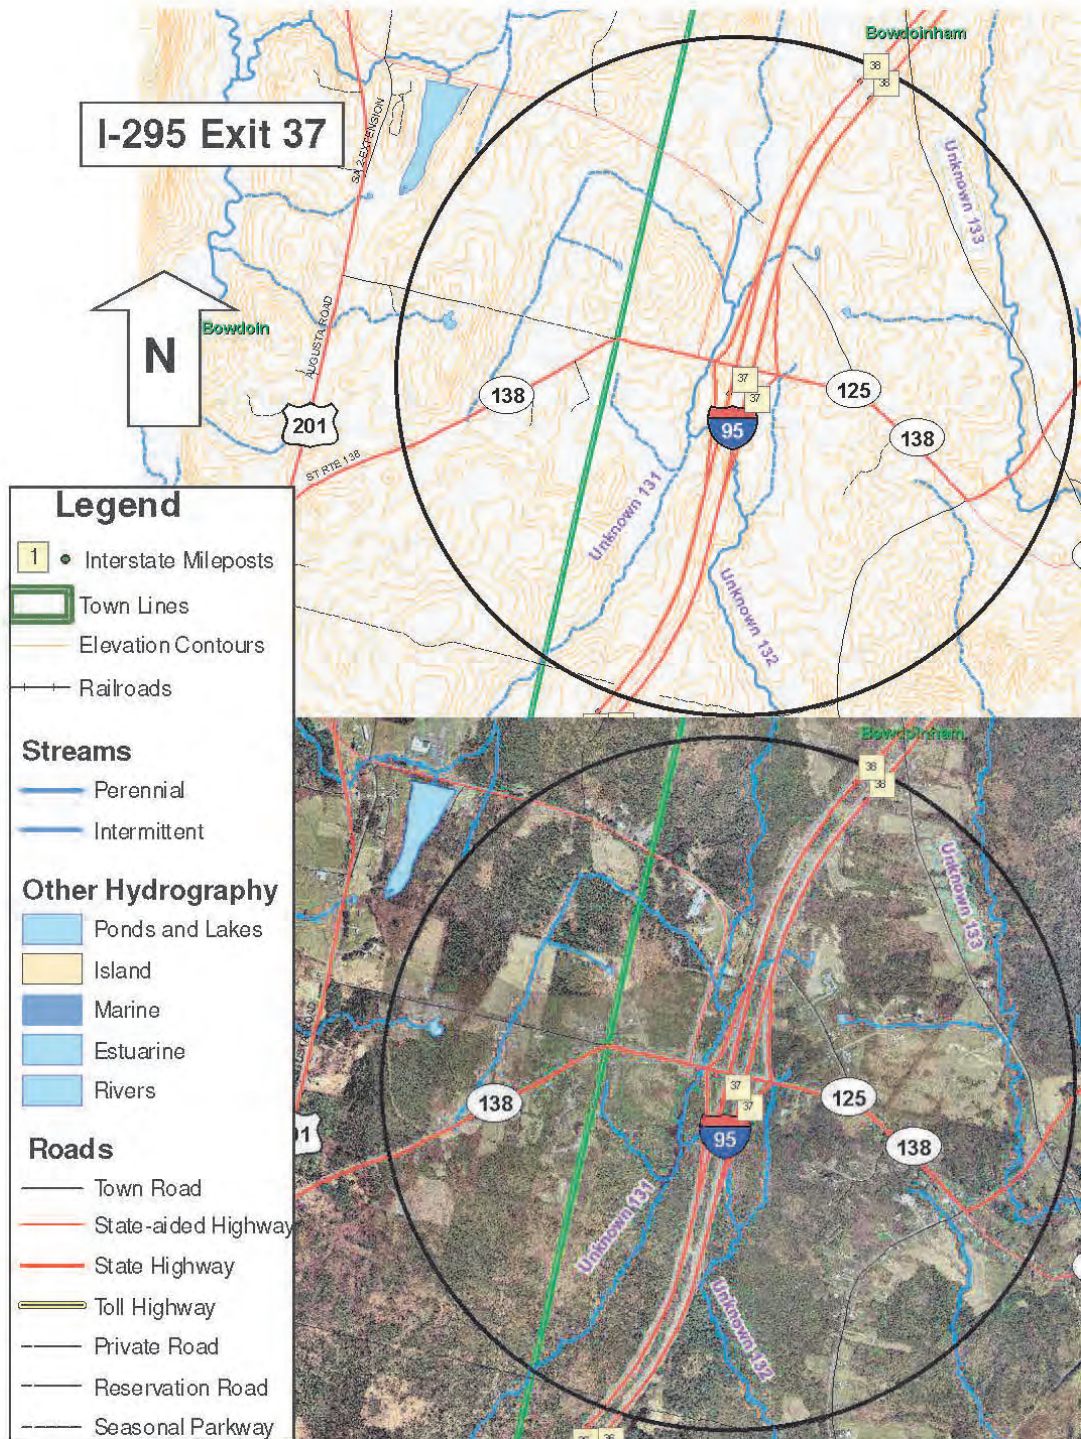 Bowdoinham
38
38
I-295 Exit 37
SA 2 EXTENSION
Unknown 133
N
Bowdoin
AUGUSTA ROAD
201
138
ST RTE 138
37
37
95
125
138
Unknown 131
Unknown 132
Legend
1 Interstate Mileposts
Town Lines
Elevation Contours
Railroads
Streams
Perennial
Intermittent
Other Hydrography
Ponds and Lakes
Island
Marine
Estuarine
Rivers
Roads
Town Road
State-aided Highway
State Highway
Toll Highway
Private Road
Reservation Road
Seasonal Parkway
Bowdoinham
38
38
Unknown 133
138
37
37
95
125
138
01
Unknown 131
Unknown 132
36